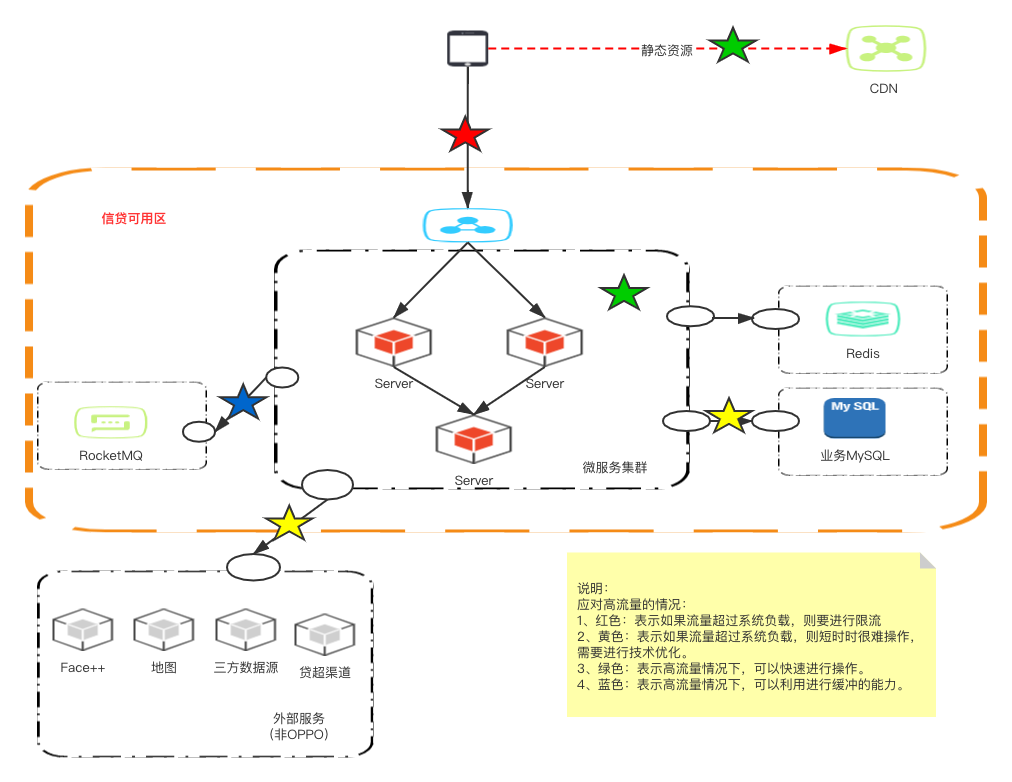 静态资源
CDN
信贷可用区
Server
Server
Server
微服务集群
RocketMQ
Redis
My SQL
业务MySQL
Face++
地图
三方数据源
贷超渠道
外部服务
(非OPPO)
说明：
应对高流量的情况：
1、红色：表示如果流量超过系统负载，则要进行限流
2、黄色：表示如果流量超过系统负载，则短时时很难操作，
需要进行技术优化。
3、绿色：表示高流量情况下，可以快速进行操作。
4、蓝色：表示高流量情况下，可以利用进行缓冲的能力。